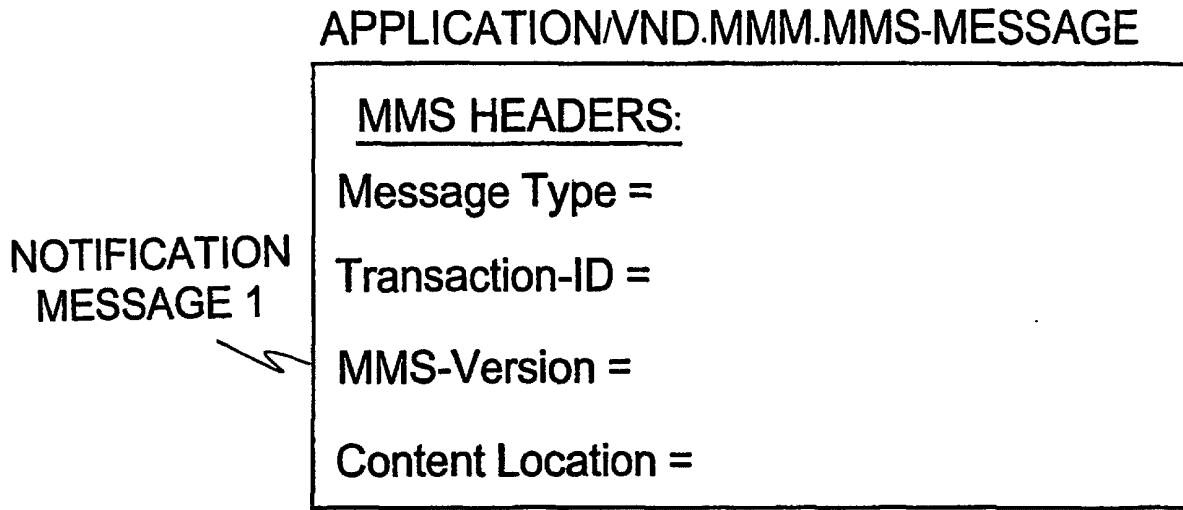 APPLICATION/VND.MMM.MMS-MESSAGE
MMS HEADERS:
Message Type =
Transaction-ID =
NOTIFICATION
MESSAGE 1
MMS-Version =
Content Location =